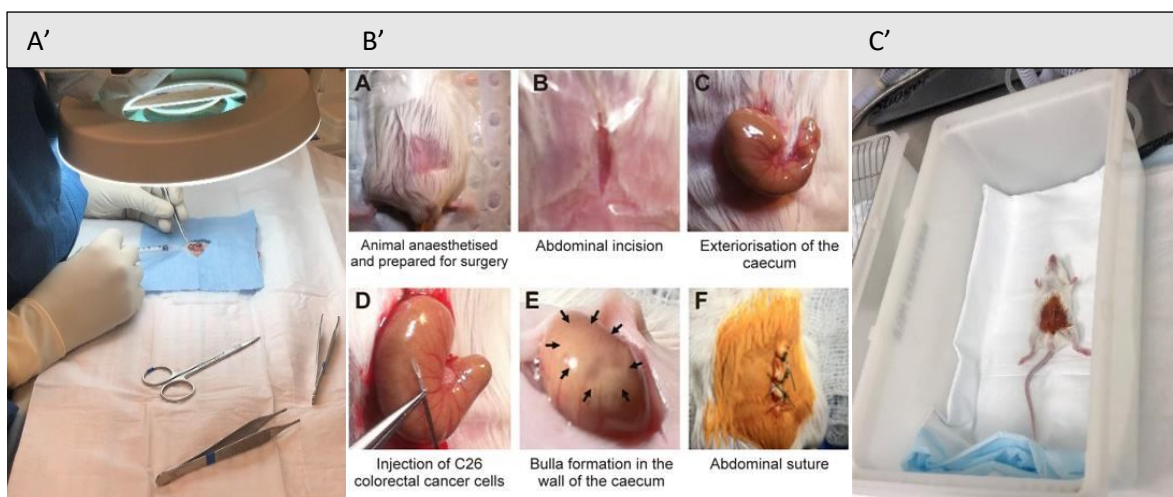 A’ B’ C’
A B C
Animal anaesthetised
and prepared for surgery
Abdominal incision
Exteriorisation of the
caecum
D E F
Injection of C26
colorectal cancer cells
Bulla formation in the
wall of the caecum
Abdominal suture